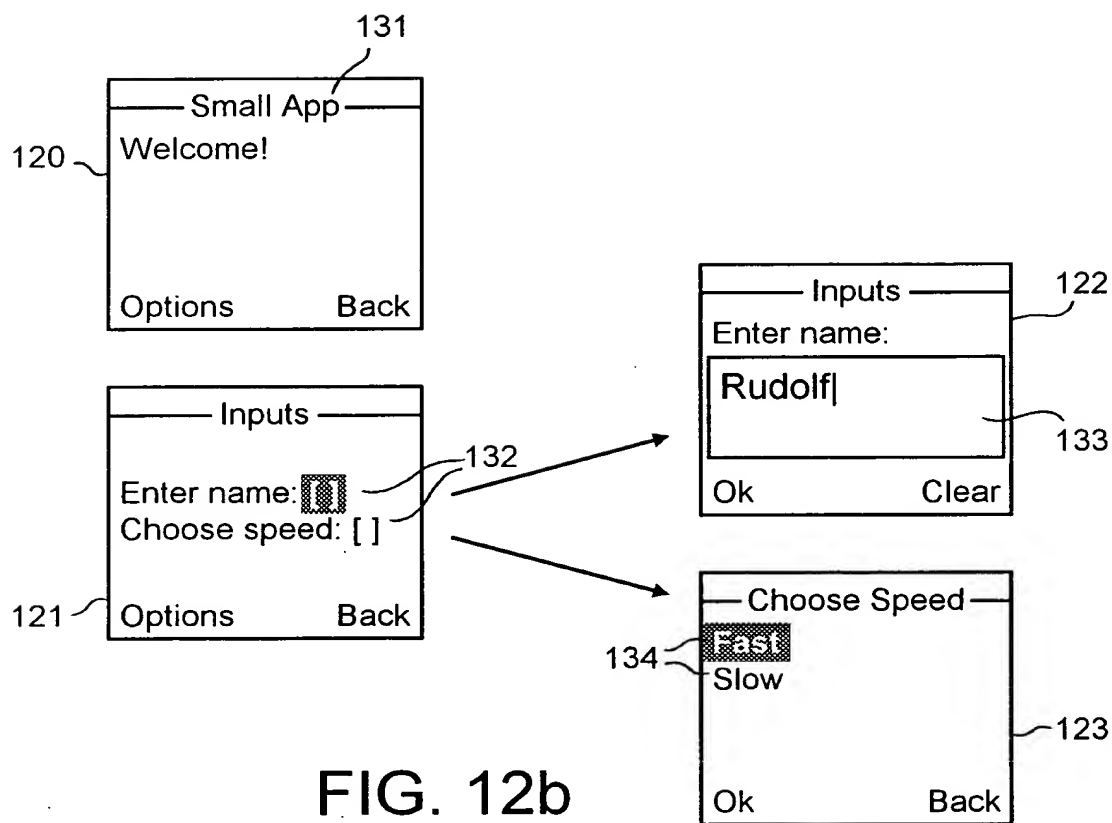 131
Small App
120
Welcome!
Options Back
Inputs
132
Enter name: [ ]
Choose speed: [ ]
121
Options Back
Inputs
122
Enter name:
Rudolf|
133
Ok Clear
Choose Speed
134
Fast
Slow
123
Ok Back
FIG. 12b